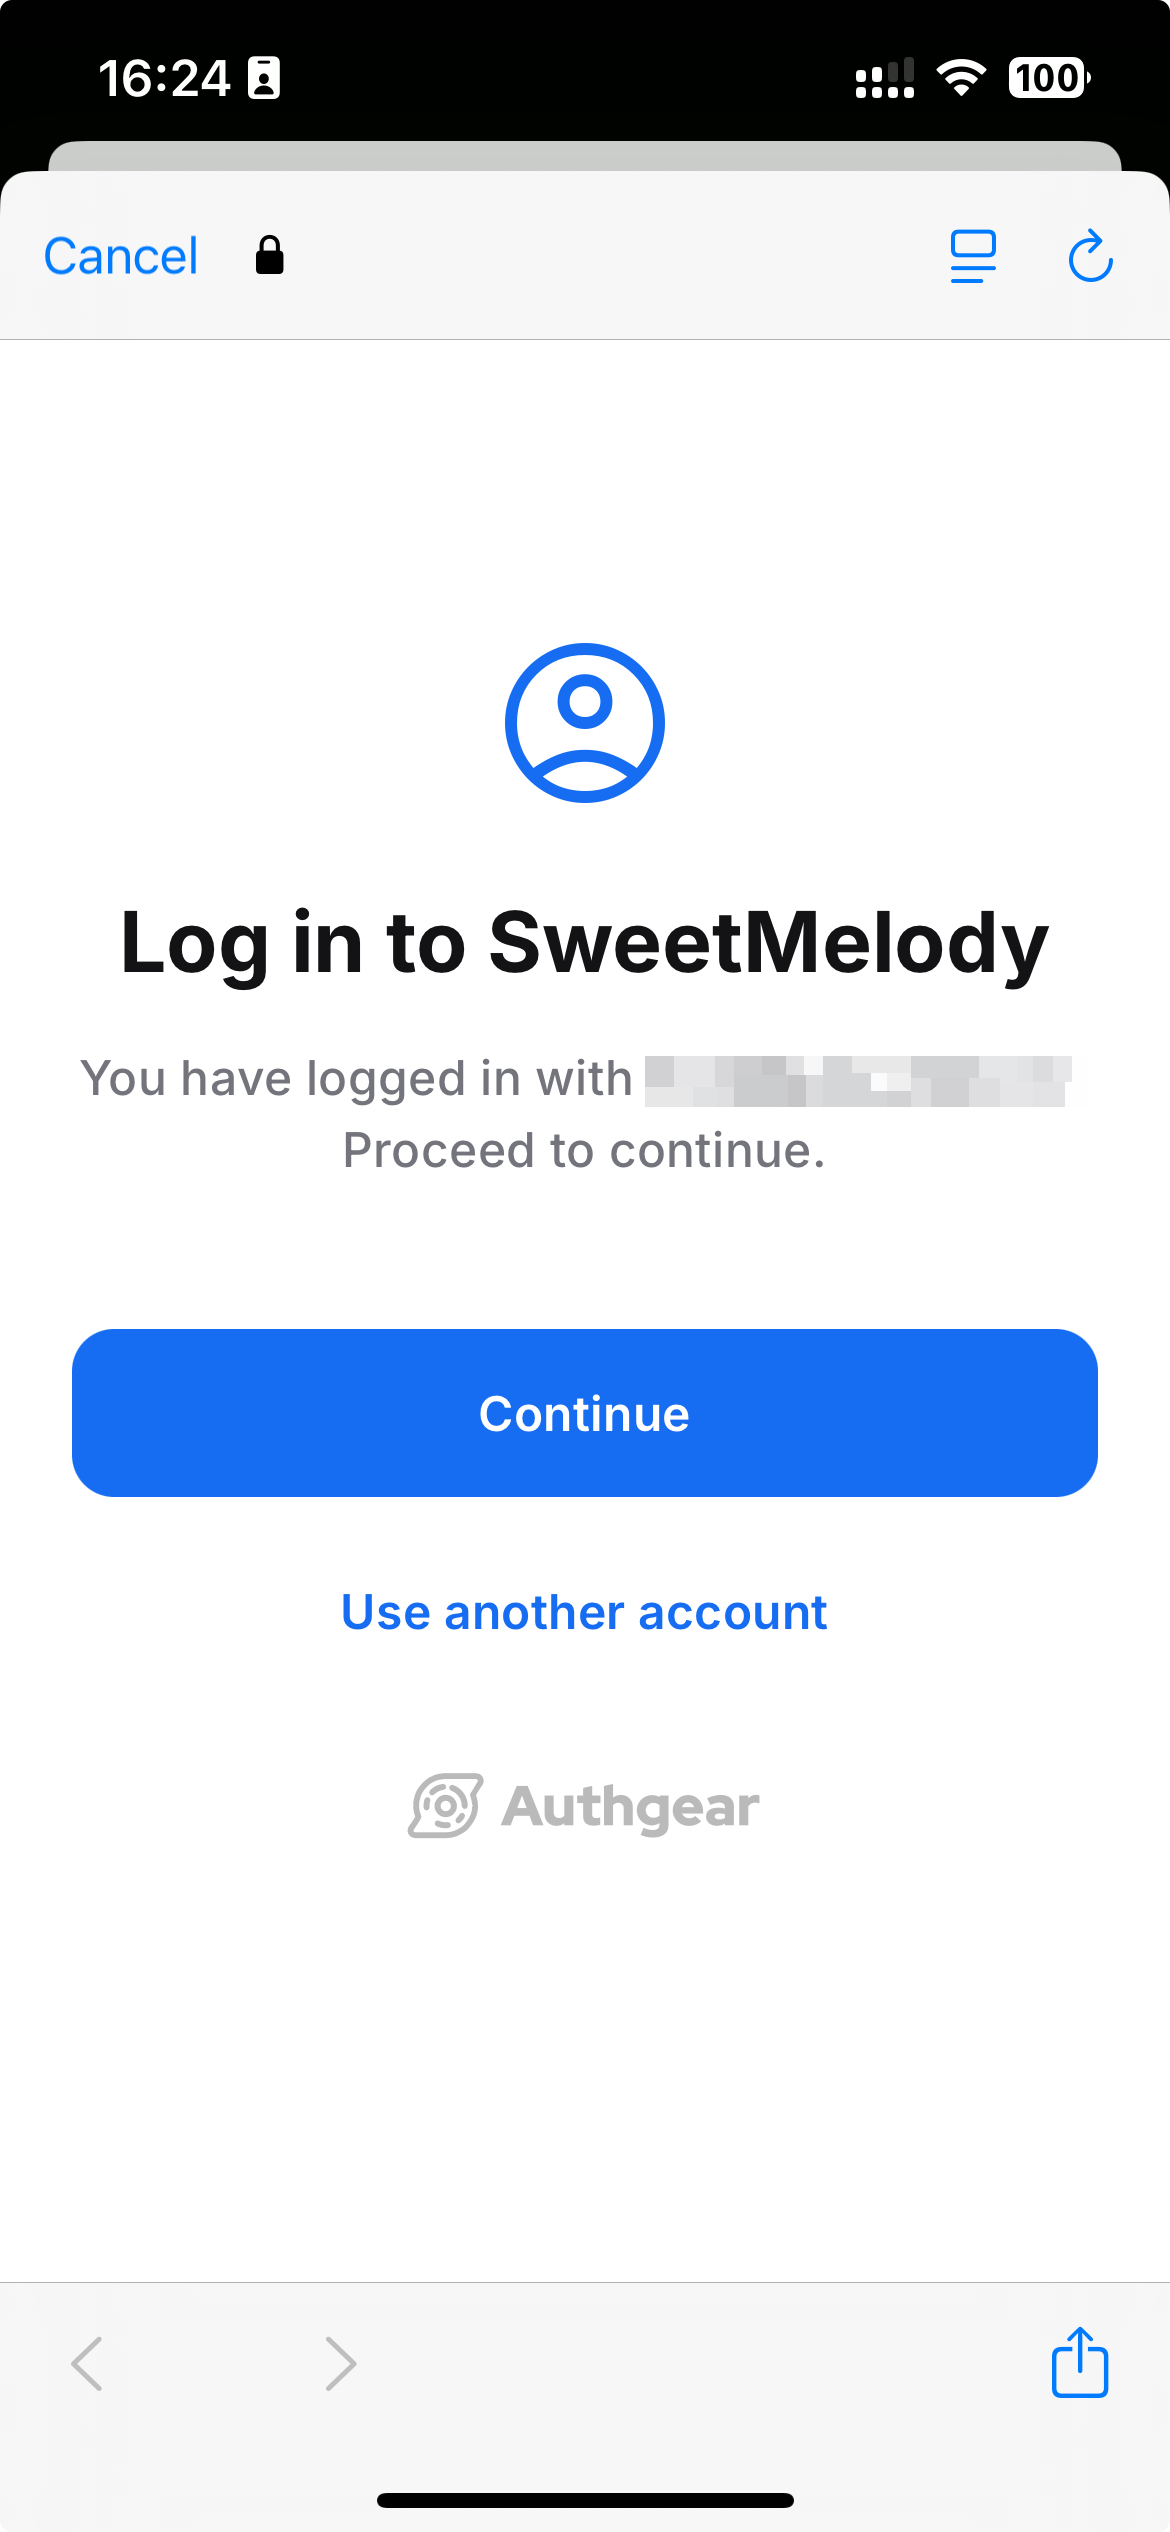 16:24
100
Cancel
Log in to SweetMelody
You have logged in with
Proceed to continue.
Continue
Use another account
Authgear